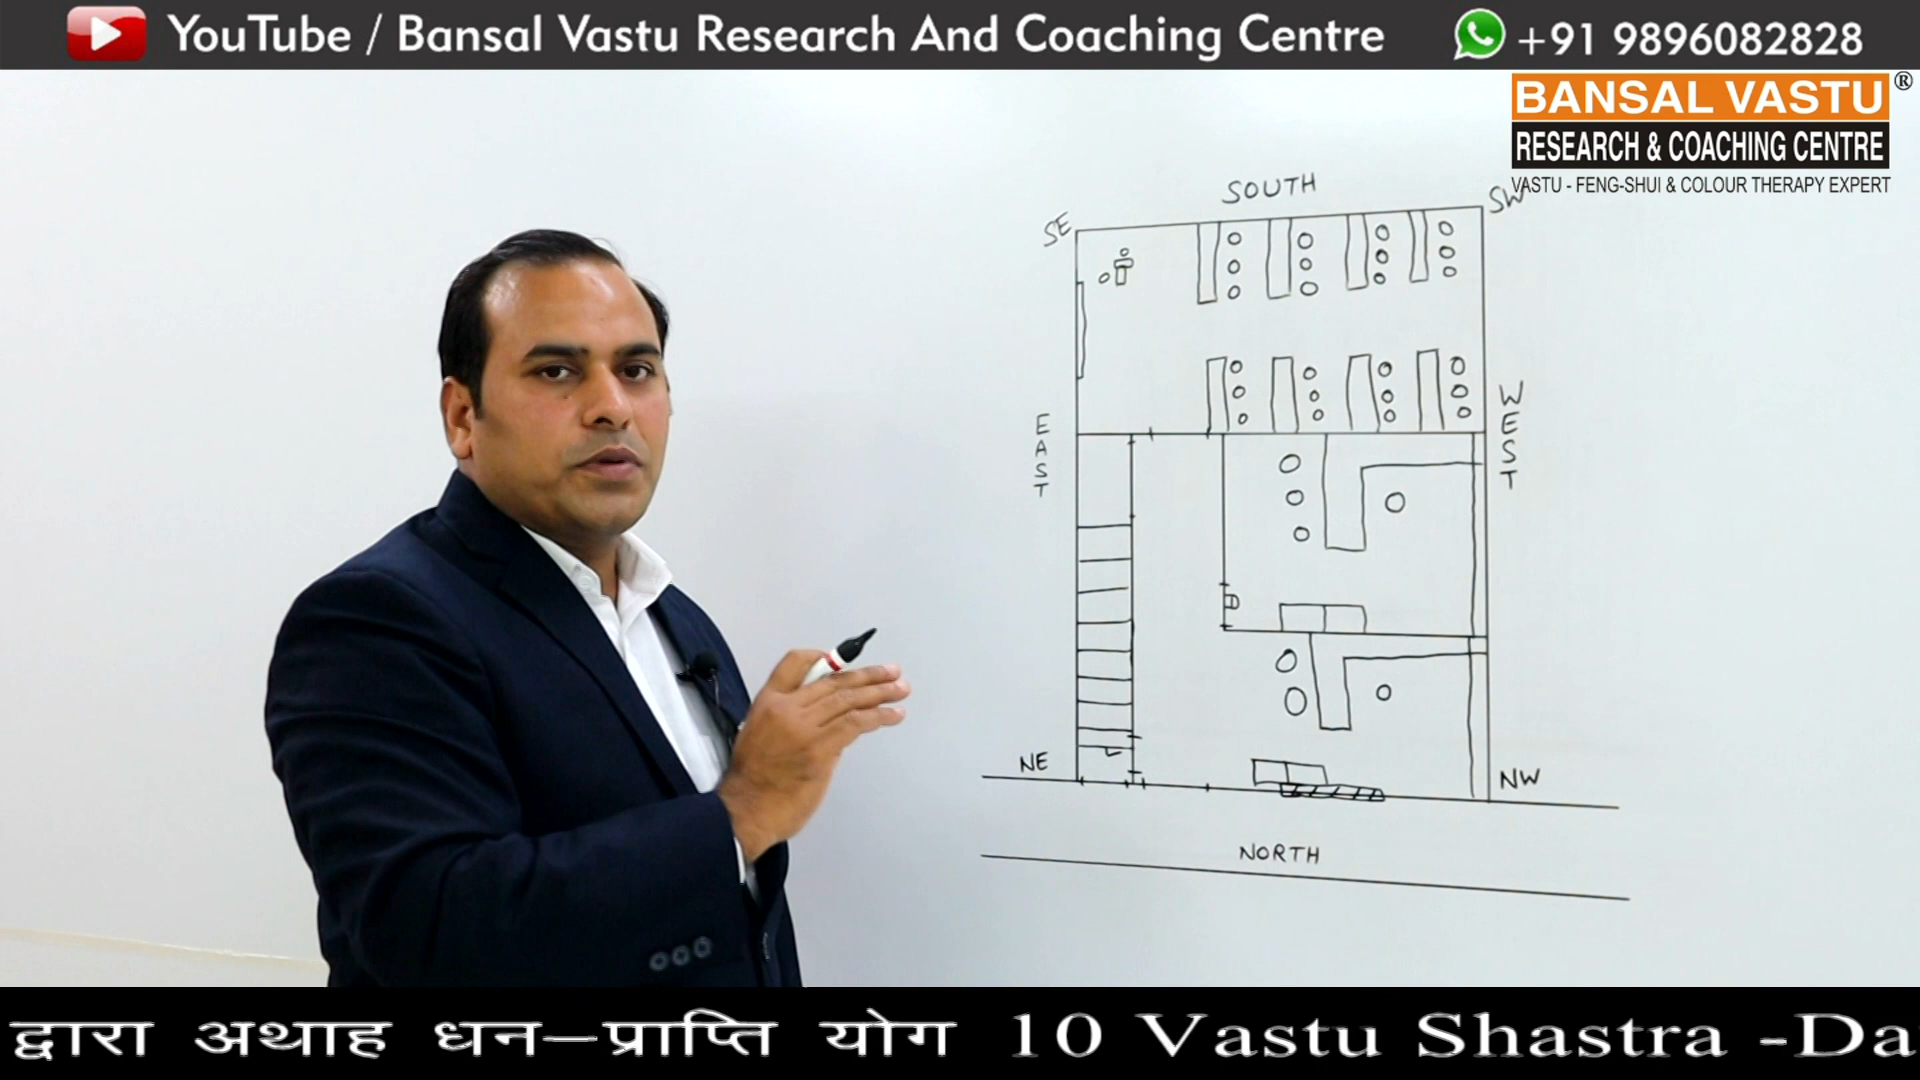 YouTube / Bansal Vastu Research And Coaching Centre
+91 9896082828
BANSAL VASTU ®
RESEARCH & COACHING CENTRE
VASTU - FENG-SHUI & COLOUR THERAPY EXPERT
SOUTH
SE
SW
EAST
WEST
NE
NW
NORTH
द्वारा अथाह धन–प्राप्ति योग 10 Vastu Shastra -Da